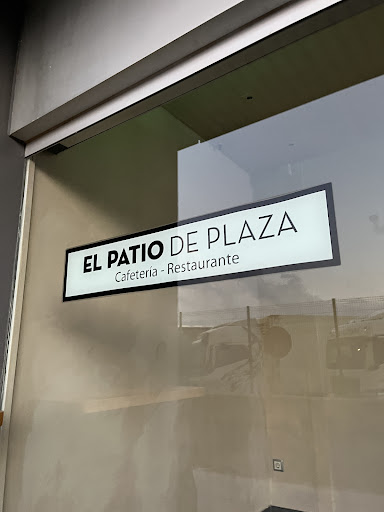 EL PATIO DE PLAZA
Cafetería - Restaurante